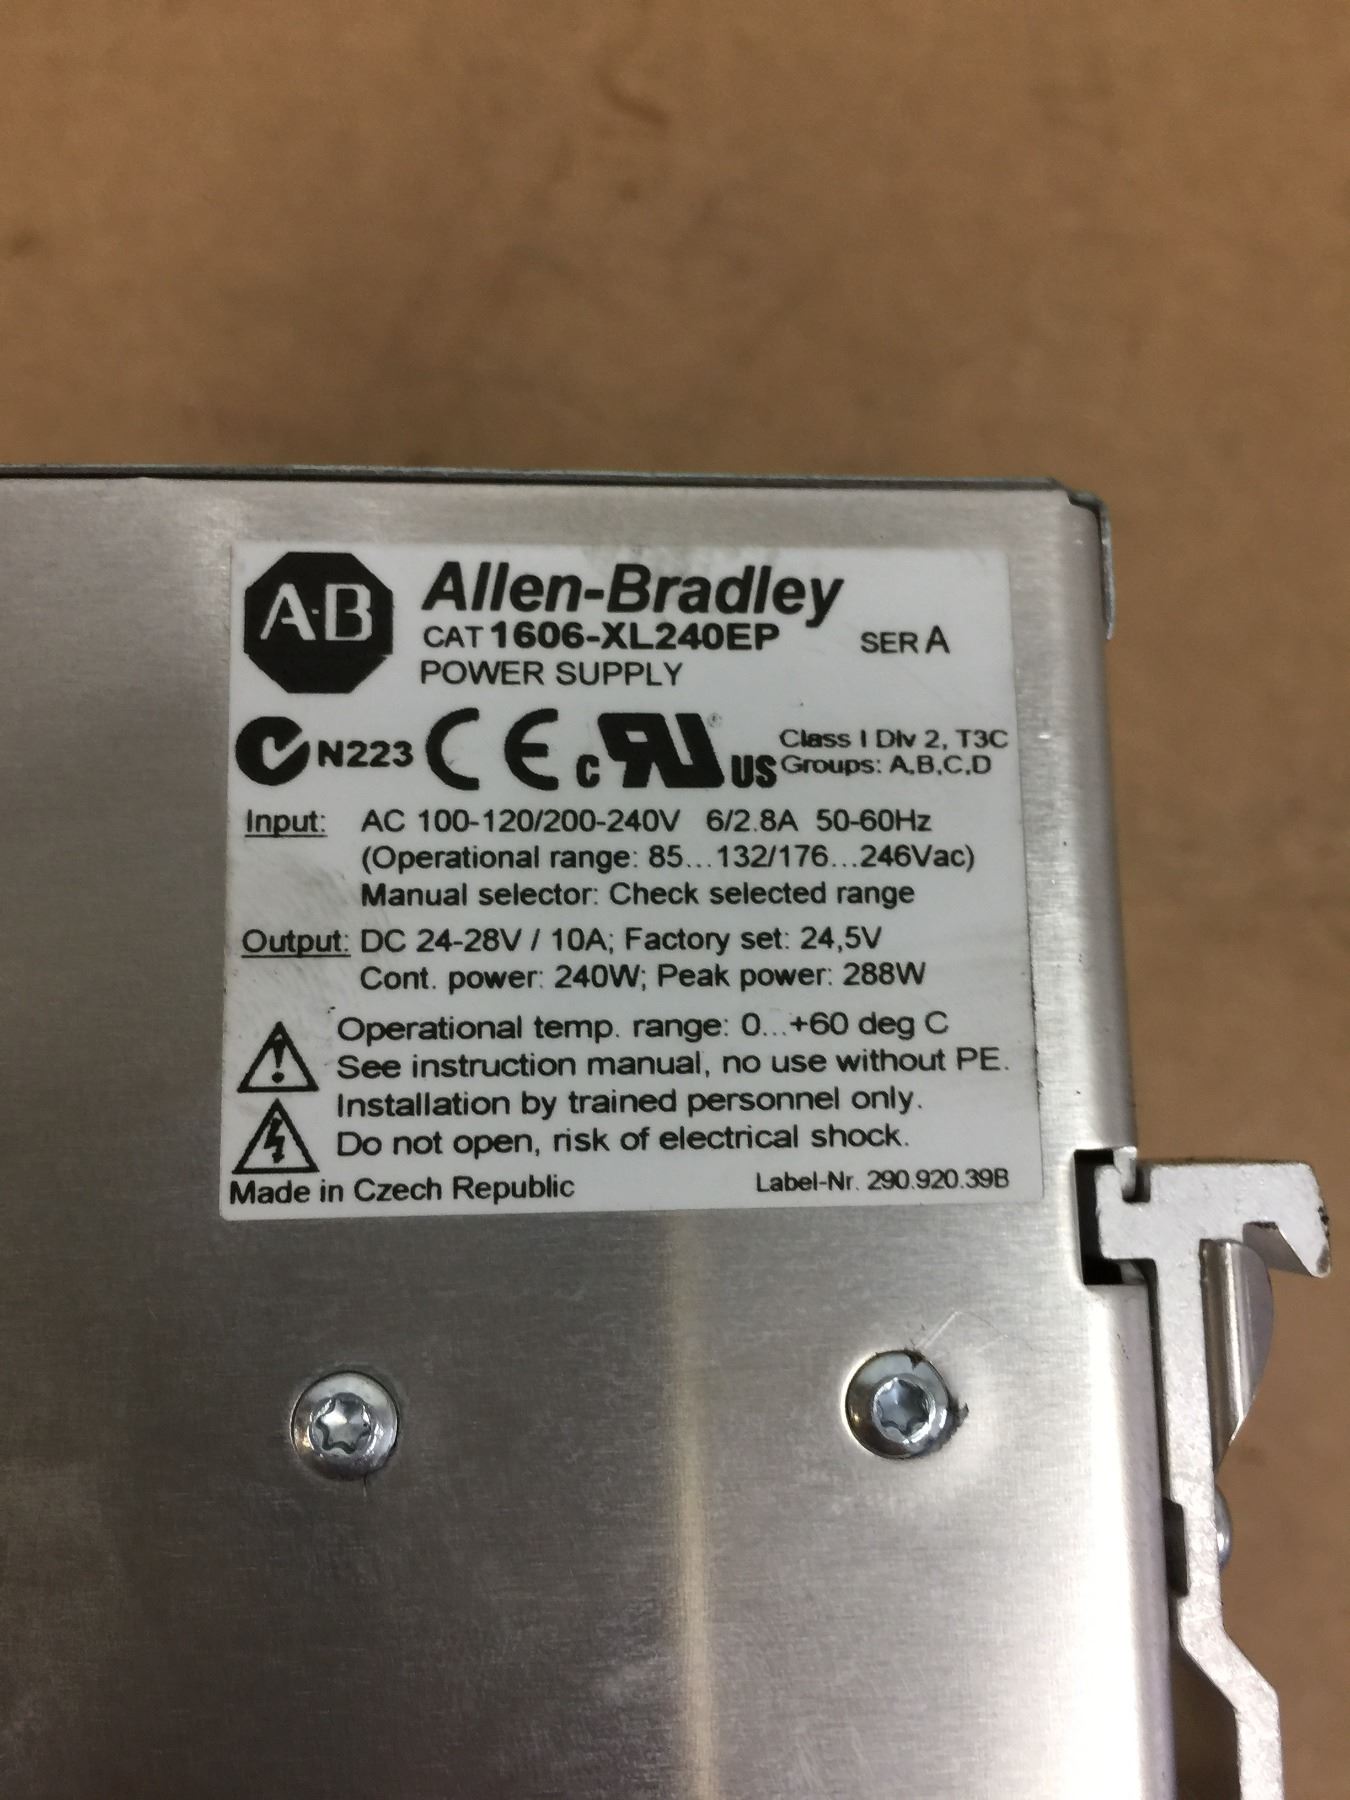 A·B Allen-Bradley
CAT 1606-XL240EP SER A
POWER SUPPLY
N223 CE c RU US Class I Div 2, T3C
Groups: A,B,C,D
Input: AC 100-120/200-240V 6/2.8A 50-60Hz
(Operational range: 85...132/176...246Vac)
Manual selector: Check selected range
Output: DC 24-28V / 10A; Factory set: 24,5V
Cont. power: 240W; Peak power: 288W
Operational temp. range: 0...+60 deg C
See instruction manual, no use without PE.
Installation by trained personnel only.
Do not open, risk of electrical shock.
Made in Czech Republic Label-Nr. 290.920.39B